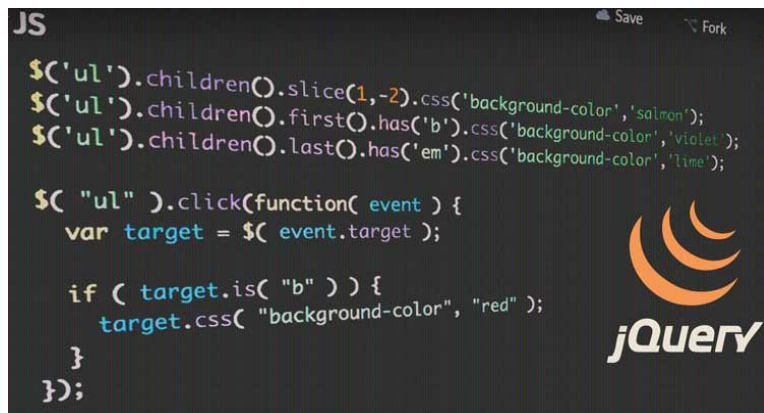 JS
Save
Fork
$('ul').children().slice(1,-2).css('background-color','salmon');
$('ul').children().first().has('b').css('background-color','violet');
$('ul').children().last().has('em').css('background-color','lime');
$( "ul" ).click(function( event ) {
var target = $( event.target );
if ( target.is( "b" ) ) {
target.css( "background-color", "red" );
}
});
jQuery